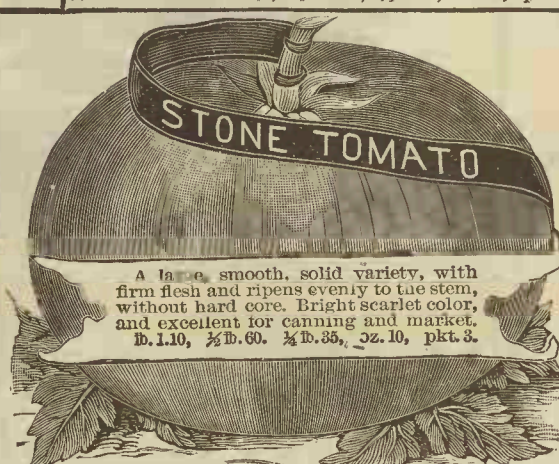 STONE TOMATO
A large, smooth, solid variety, with
firm flesh and ripens evenly to the stem,
without hard core. Bright scarlet color,
and excellent for canning and market.
lb. 1.10, ½ lb. 60. ¼ lb. 35, oz. 10, pkt. 3.